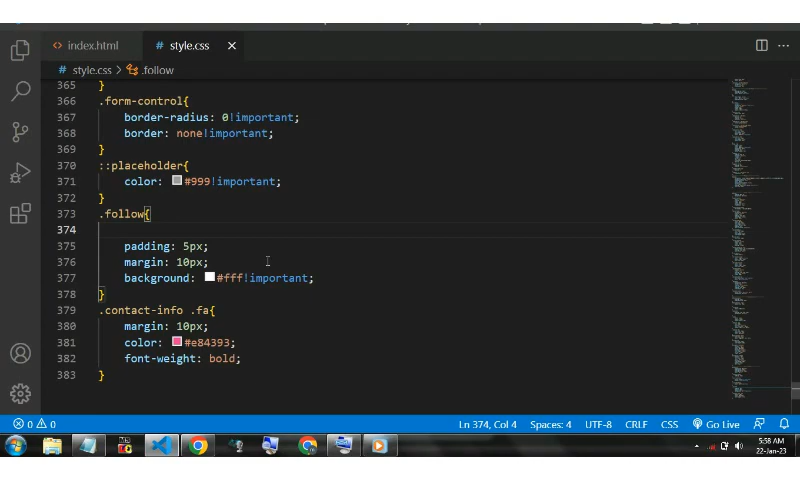 index.html
style.css
style.css
.follow
365 }
366 .form-control{
367 border-radius: 0!important;
368 border: none!important;
369 }
370 ::placeholder{
371 color: #999!important;
372 }
373 .follow{
374
375 padding: 5px;
376 margin: 10px;
377 background: #fff!important;
378 }
379 .contact-info .fa{
380 margin: 10px;
381 color: #e84393;
382 font-weight: bold;
383 }
0 0 Ln 374, Col 4 Spaces: 4 UTF-8 CRLF CSS Go Live
5:58 AM
22-Jan-23